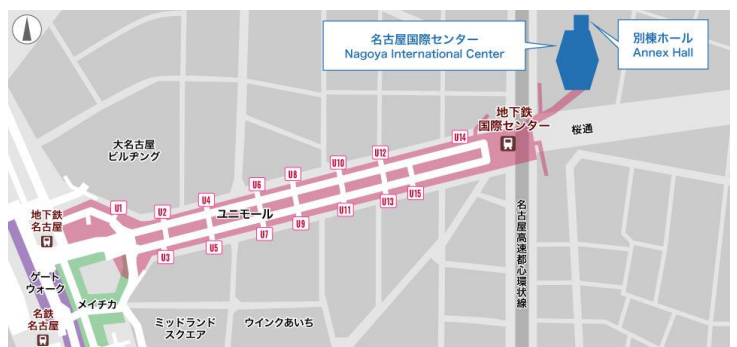 名古屋国際センター
Nagoya International Center
別棟ホール
Annex Hall
地下鉄
国際センター
桜通
大名古屋
ビルヂング
U14
U12
U10
U8
U6
U4
U2
U1
ユニモール
U15
U13
U11
U9
U7
U5
U3
地下鉄
名古屋
名古屋高速都心環状線
ゲート
ウォーク
メイチカ
名鉄
名古屋
ミッドランド
スクエア
ウインクあいち